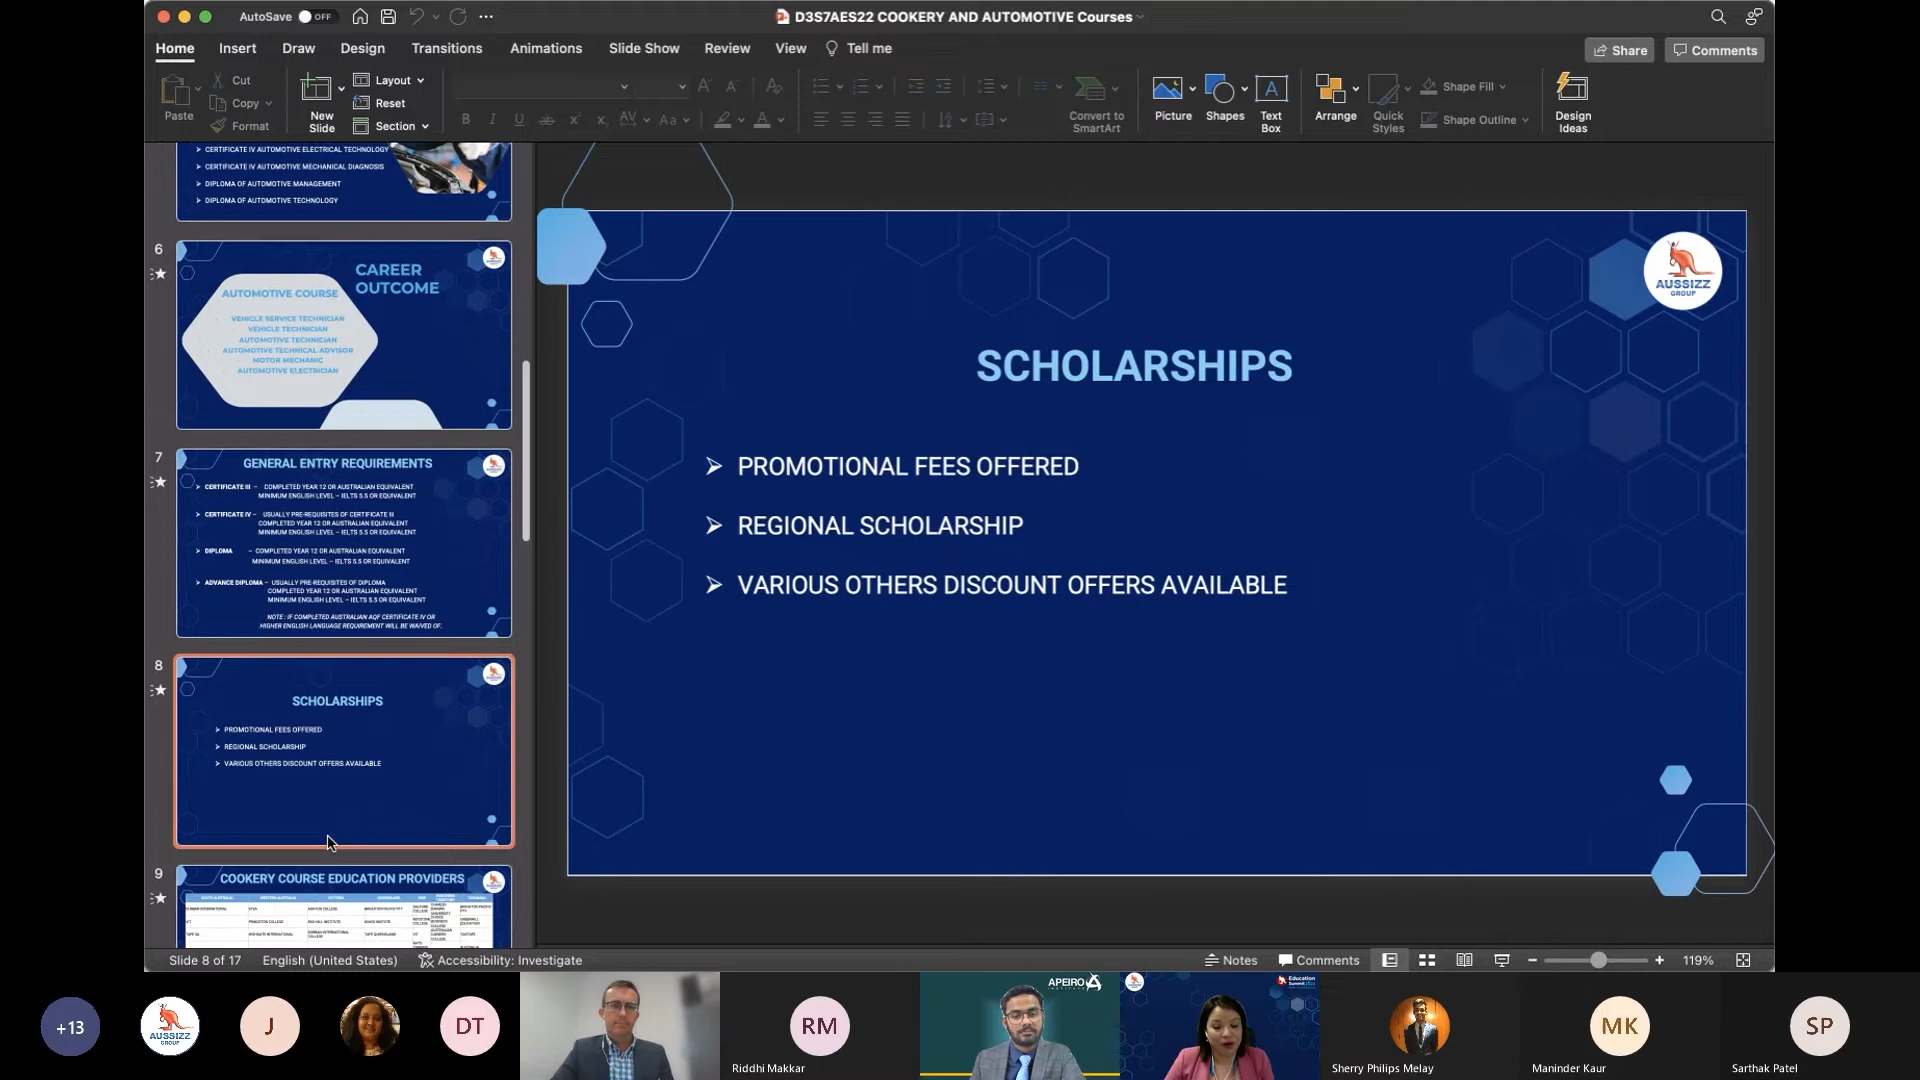 AutoSave OFF
D3S7AES22 COOKERY AND AUTOMOTIVE Courses
Home Insert Draw Design Transitions Animations Slide Show Review View Tell me
Share Comments
Paste
Cut
Copy
Format
New Slide
Layout
Reset
Section
Convert to SmartArt
Picture
Shapes
Text Box
Arrange
Quick Styles
Shape Fill
Shape Outline
Design Ideas
CERTIFICATE IV AUTOMOTIVE ELECTRICAL TECHNOLOGY
CERTIFICATE IV AUTOMOTIVE MECHANICAL DIAGNOSIS
DIPLOMA OF AUTOMOTIVE MANAGEMENT
DIPLOMA OF AUTOMOTIVE TECHNOLOGY
6
CAREER
OUTCOME
AUTOMOTIVE COURSE
VEHICLE SERVICE TECHNICIAN
VEHICLE TECHNICIAN
AUTOMOTIVE TECHNICIAN
AUTOMOTIVE TECHNICAL ADVISOR
MOTOR MECHANIC
AUTOMOTIVE ELECTRICIAN
7
GENERAL ENTRY REQUIREMENTS
CERTIFICATE III – COMPLETED YEAR 12 OR AUSTRALIAN EQUIVALENT
MINIMUM ENGLISH LEVEL – IELTS 5.5 OR EQUIVALENT
CERTIFICATE IV – USUALLY PRE-REQUISITES OF CERTIFICATE III
COMPLETED YEAR 12 OR AUSTRALIAN EQUIVALENT
MINIMUM ENGLISH LEVEL – IELTS 5.5 OR EQUIVALENT
DIPLOMA – COMPLETED YEAR 12 OR AUSTRALIAN EQUIVALENT
MINIMUM ENGLISH LEVEL – IELTS 5.5 OR EQUIVALENT
ADVANCE DIPLOMA – USUALLY PRE-REQUISITES OF DIPLOMA
COMPLETED YEAR 12 OR AUSTRALIAN EQUIVALENT
MINIMUM ENGLISH LEVEL – IELTS 5.5 OR EQUIVALENT
NOTE : IF COMPLETED AUSTRALIAN AQF CERTIFICATE IV OR
HIGHER ENGLISH LANGUAGE REQUIREMENT WILL BE WAIVED OF.
8
SCHOLARSHIPS
PROMOTIONAL FEES OFFERED
REGIONAL SCHOLARSHIP
VARIOUS OTHERS DISCOUNT OFFERS AVAILABLE
9
COOKERY COURSE EDUCATION PROVIDERS
AUSSIZZ
GROUP
SCHOLARSHIPS
PROMOTIONAL FEES OFFERED
REGIONAL SCHOLARSHIP
VARIOUS OTHERS DISCOUNT OFFERS AVAILABLE
Slide 8 of 17 English (United States) Accessibility: Investigate
Notes Comments 119%
+13
AUSSIZZ
GROUP
J
DT
RM
Riddhi Makkar
APEIRO
Education
Sherry Philips Melay
MK
Maninder Kaur
SP
Sarthak Patel